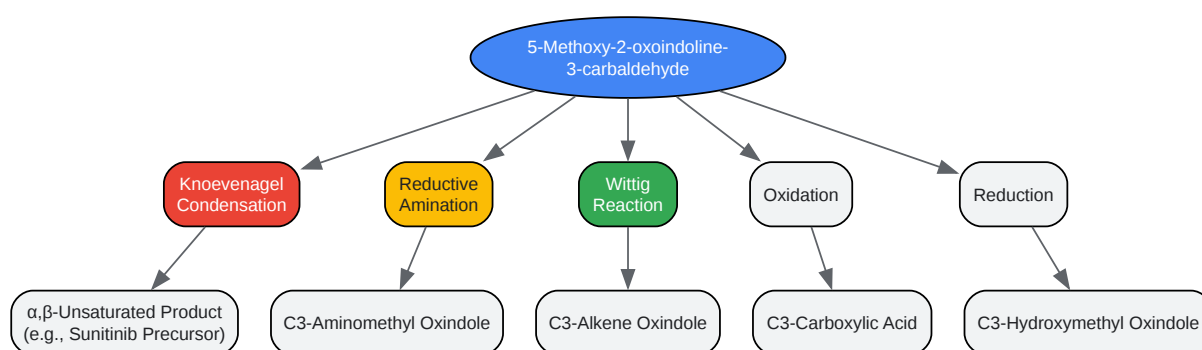 5-Methoxy-2-oxoindoline-
3-carbaldehyde
Knoevenagel
Condensation
Reductive
Amination
Wittig
Reaction
Oxidation
Reduction
α,β-Unsaturated Product
(e.g., Sunitinib Precursor)
C3-Aminomethyl Oxindole
C3-Alkene Oxindole
C3-Carboxylic Acid
C3-Hydroxymethyl Oxindole